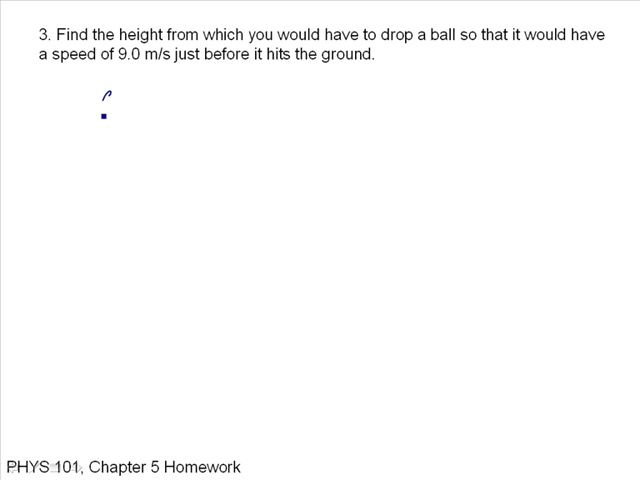 3. Find the height from which you would have to drop a ball so that it would have
a speed of 9.0 m/s just before it hits the ground.
PHYS 101, Chapter 5 Homework